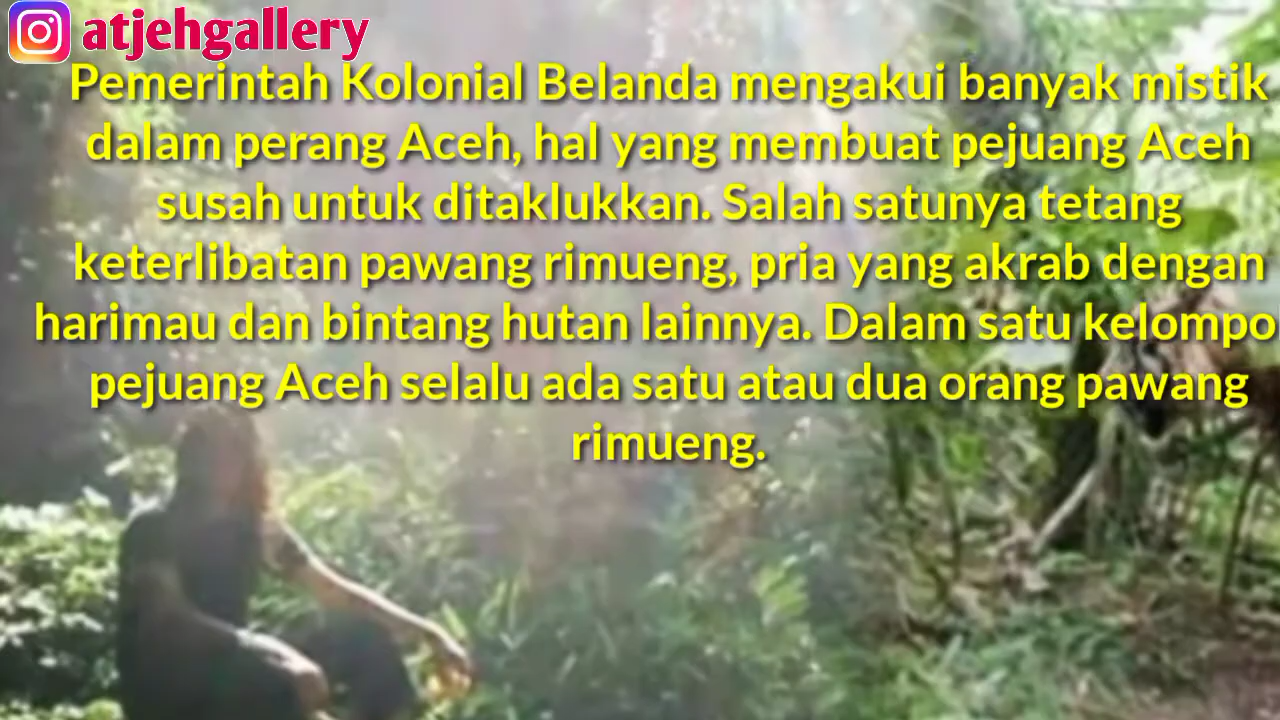 atjehgallery
Pemerintah Kolonial Belanda mengakui banyak mistik
dalam perang Aceh, hal yang membuat pejuang Aceh
susah untuk ditaklukkan. Salah satunya tetang
keterlibatan pawang rimueng, pria yang akrab dengan
harimau dan bintang hutan lainnya. Dalam satu kelompo
pejuang Aceh selalu ada satu atau dua orang pawang
rimueng.